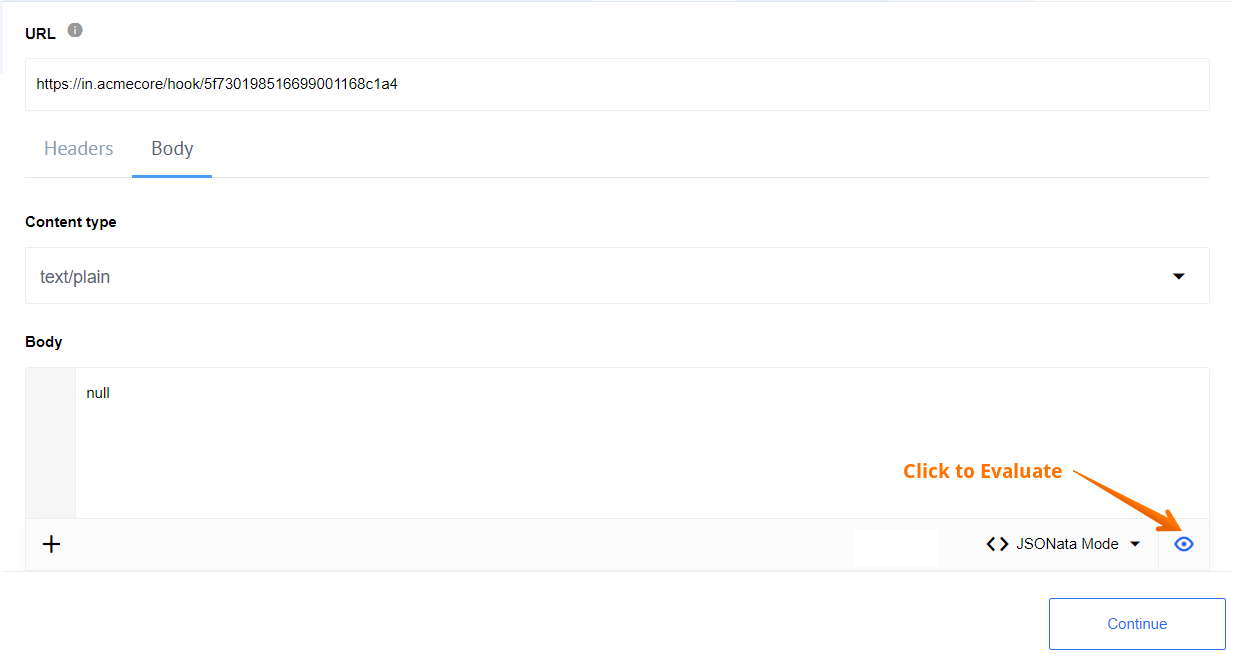 URL
https://in.acmecore/hook/5f730198516699001168c1a4
Headers Body
Content type
text/plain
Body
null
Click to Evaluate
JSONata Mode
Continue